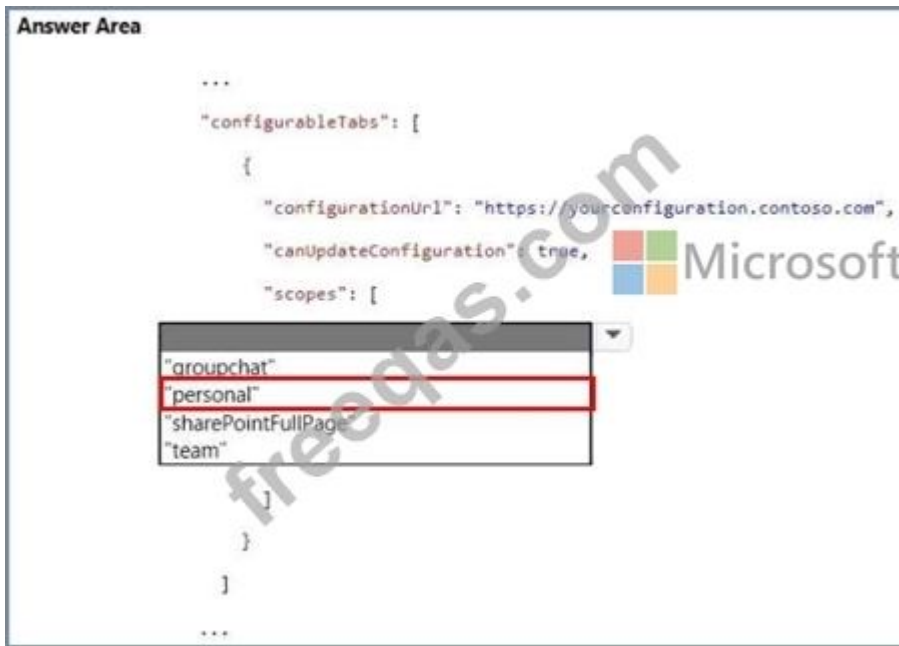 Answer Area
...
"configurableTabs": [
{
"configurationUrl": "https://yourconfiguration.contoso.com",
"canUpdateConfiguration": true,
Microsoft
"scopes": [
"groupchat"
"personal"
"sharePointFullPage"
"team"
]
}
]
...
freeqas.com